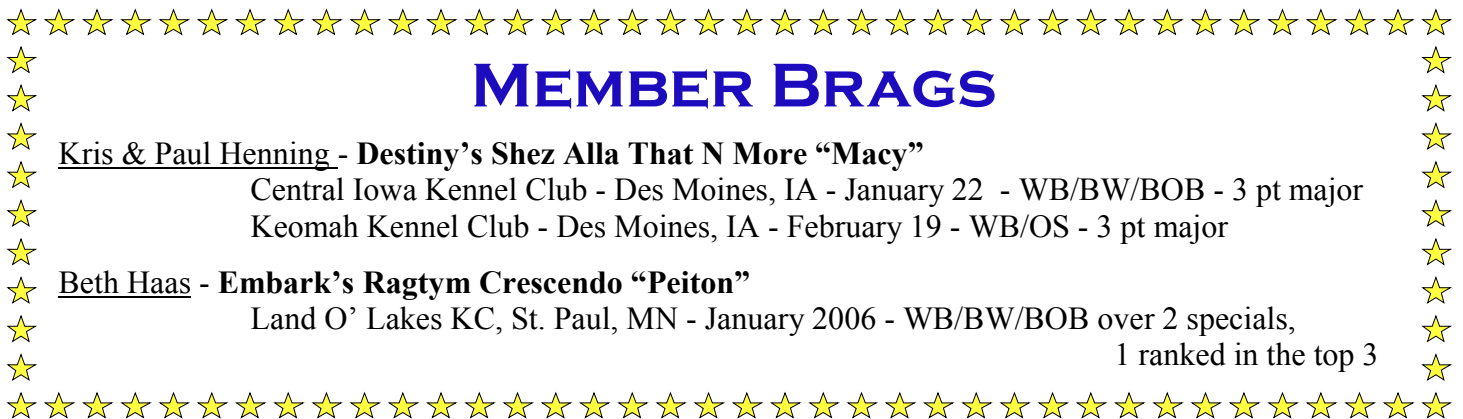 MEMBER BRAGS
Kris & Paul Henning - Destiny’s Shez Alla That N More “Macy”
Central Iowa Kennel Club - Des Moines, IA - January 22 - WB/BW/BOB - 3 pt major
Keomah Kennel Club - Des Moines, IA - February 19 - WB/OS - 3 pt major
Beth Haas - Embark’s Ragtym Crescendo “Peiton”
Land O’ Lakes KC, St. Paul, MN - January 2006 - WB/BW/BOB over 2 specials,
1 ranked in the top 3